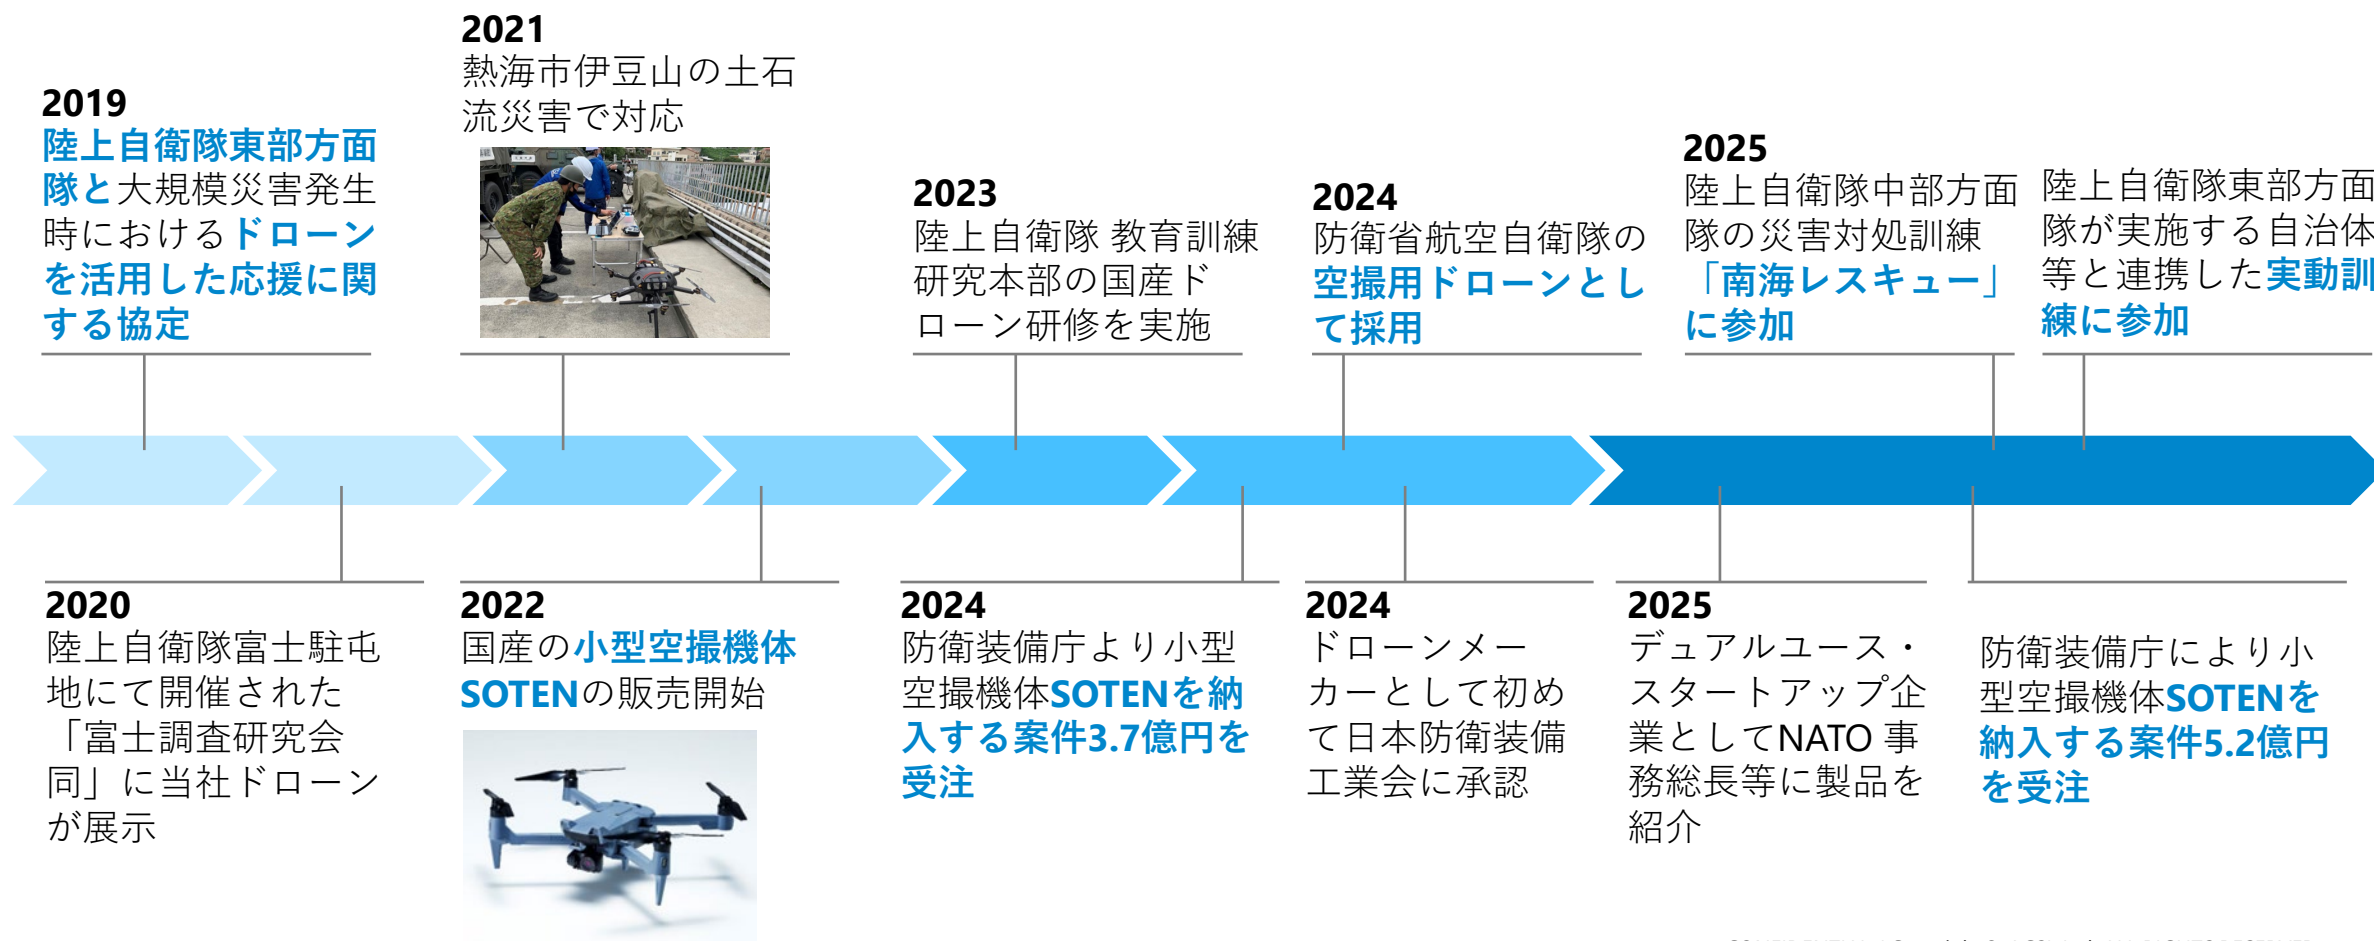 2019
陸上自衛隊東部方面
隊と大規模災害発生
時におけるドローン
を活用した応援に関
する協定
2021
熱海市伊豆山の土石
流災害で対応
2023
陸上自衛隊 教育訓練
研究本部の国産ド
ローン研修を実施
2024
防衛省航空自衛隊の
空撮用ドローンとし
て採用
2025
陸上自衛隊中部方面
隊の災害対処訓練
「南海レスキュー」
に参加
陸上自衛隊東部方面
隊が実施する自治体
等と連携した実動訓
練に参加
2020
陸上自衛隊富士駐屯
地にて開催された
「富士調査研究会
同」に当社ドローン
が展示
2022
国産の小型空撮機体
SOTENの販売開始
2024
防衛装備庁より小型
空撮機体SOTENを納
入する案件3.7億円を
受注
2024
ドローンメー
カーとして初め
て日本防衛装備
工業会に承認
2025
デュアルユース・
スタートアップ企
業としてNATO 事
務総長等に製品を
紹介
防衛装備庁により小
型空撮機体SOTENを
納入する案件5.2億円
を受注